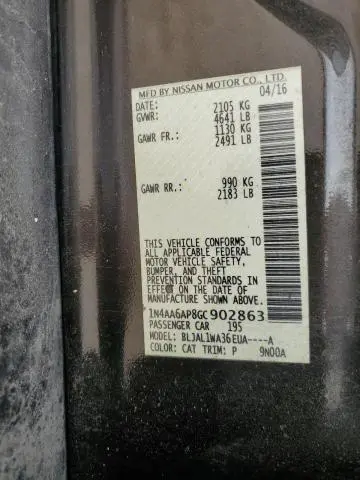 MFD BY NISSAN MOTOR CO., LTD.
DATE: 04/16
GVWR: 2105 KG
4641 LB
GAWR FR.: 1130 KG
2491 LB
GAWR RR.: 990 KG
2183 LB
THIS VEHICLE CONFORMS TO
ALL APPLICABLE FEDERAL
MOTOR VEHICLE SAFETY,
BUMPER, AND THEFT
PREVENTION STANDARDS IN
EFFECT ON THE DATE OF
MANUFACTURE SHOWN ABOVE.
1N4AA6AP8GC902863
PASSENGER CAR 195
MODEL: BLJAL1WA36EUA----A
COLOR: CAT TRIM: P 9N00A